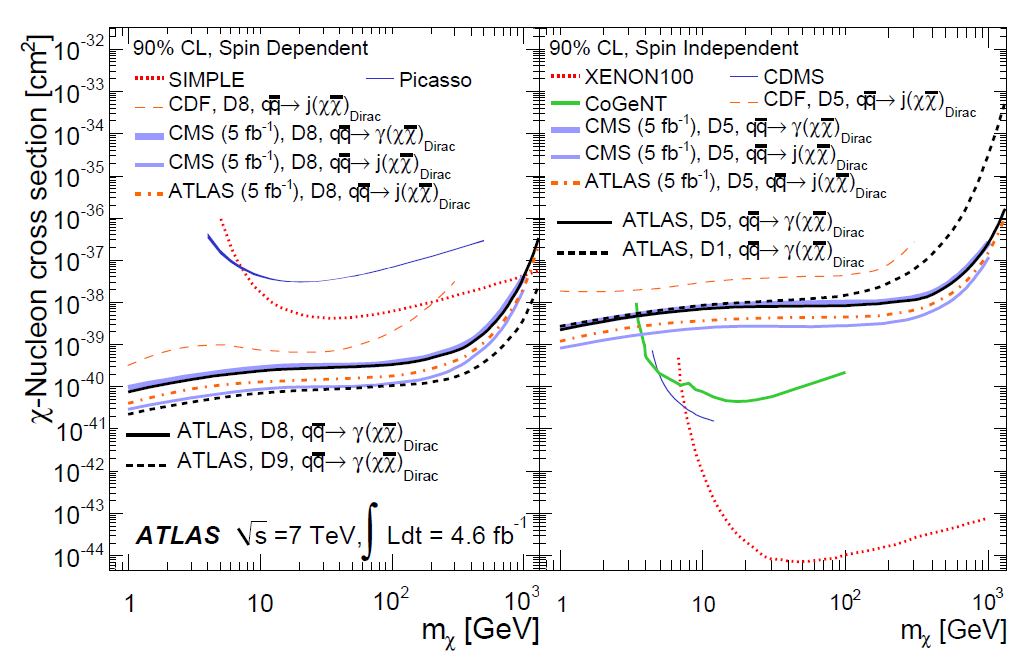 χ-Nucleon cross section [cm²]
10⁻³²
10⁻³³
10⁻³⁴
10⁻³⁵
10⁻³⁶
10⁻³⁷
10⁻³⁸
10⁻³⁹
10⁻⁴⁰
10⁻⁴¹
10⁻⁴²
10⁻⁴³
10⁻⁴⁴
90% CL, Spin Dependent
SIMPLE Picasso
CDF, D8, qq̅→ j(χχ̅)Dirac
CMS (5 fb⁻¹), D8, qq̅→ γ(χχ̅)Dirac
CMS (5 fb⁻¹), D8, qq̅→ j(χχ̅)Dirac
ATLAS (5 fb⁻¹), D8, qq̅→ j(χχ̅)Dirac
ATLAS, D8, qq̅→ γ(χχ̅)Dirac
ATLAS, D9, qq̅→ γ(χχ̅)Dirac
ATLAS √s =7 TeV, ∫ Ldt = 4.6 fb⁻¹
1 10 10² 10³
mχ [GeV]
90% CL, Spin Independent
XENON100 CDMS
CoGeNT CDF, D5, qq̅→ j(χχ̅)Dirac
CMS (5 fb⁻¹), D5, qq̅→ γ(χχ̅)Dirac
CMS (5 fb⁻¹), D5, qq̅→ j(χχ̅)Dirac
ATLAS (5 fb⁻¹), D5, qq̅→ j(χχ̅)Dirac
ATLAS, D5, qq̅→ γ(χχ̅)Dirac
ATLAS, D1, qq̅→ γ(χχ̅)Dirac
1 10 10² 10³
mχ [GeV]